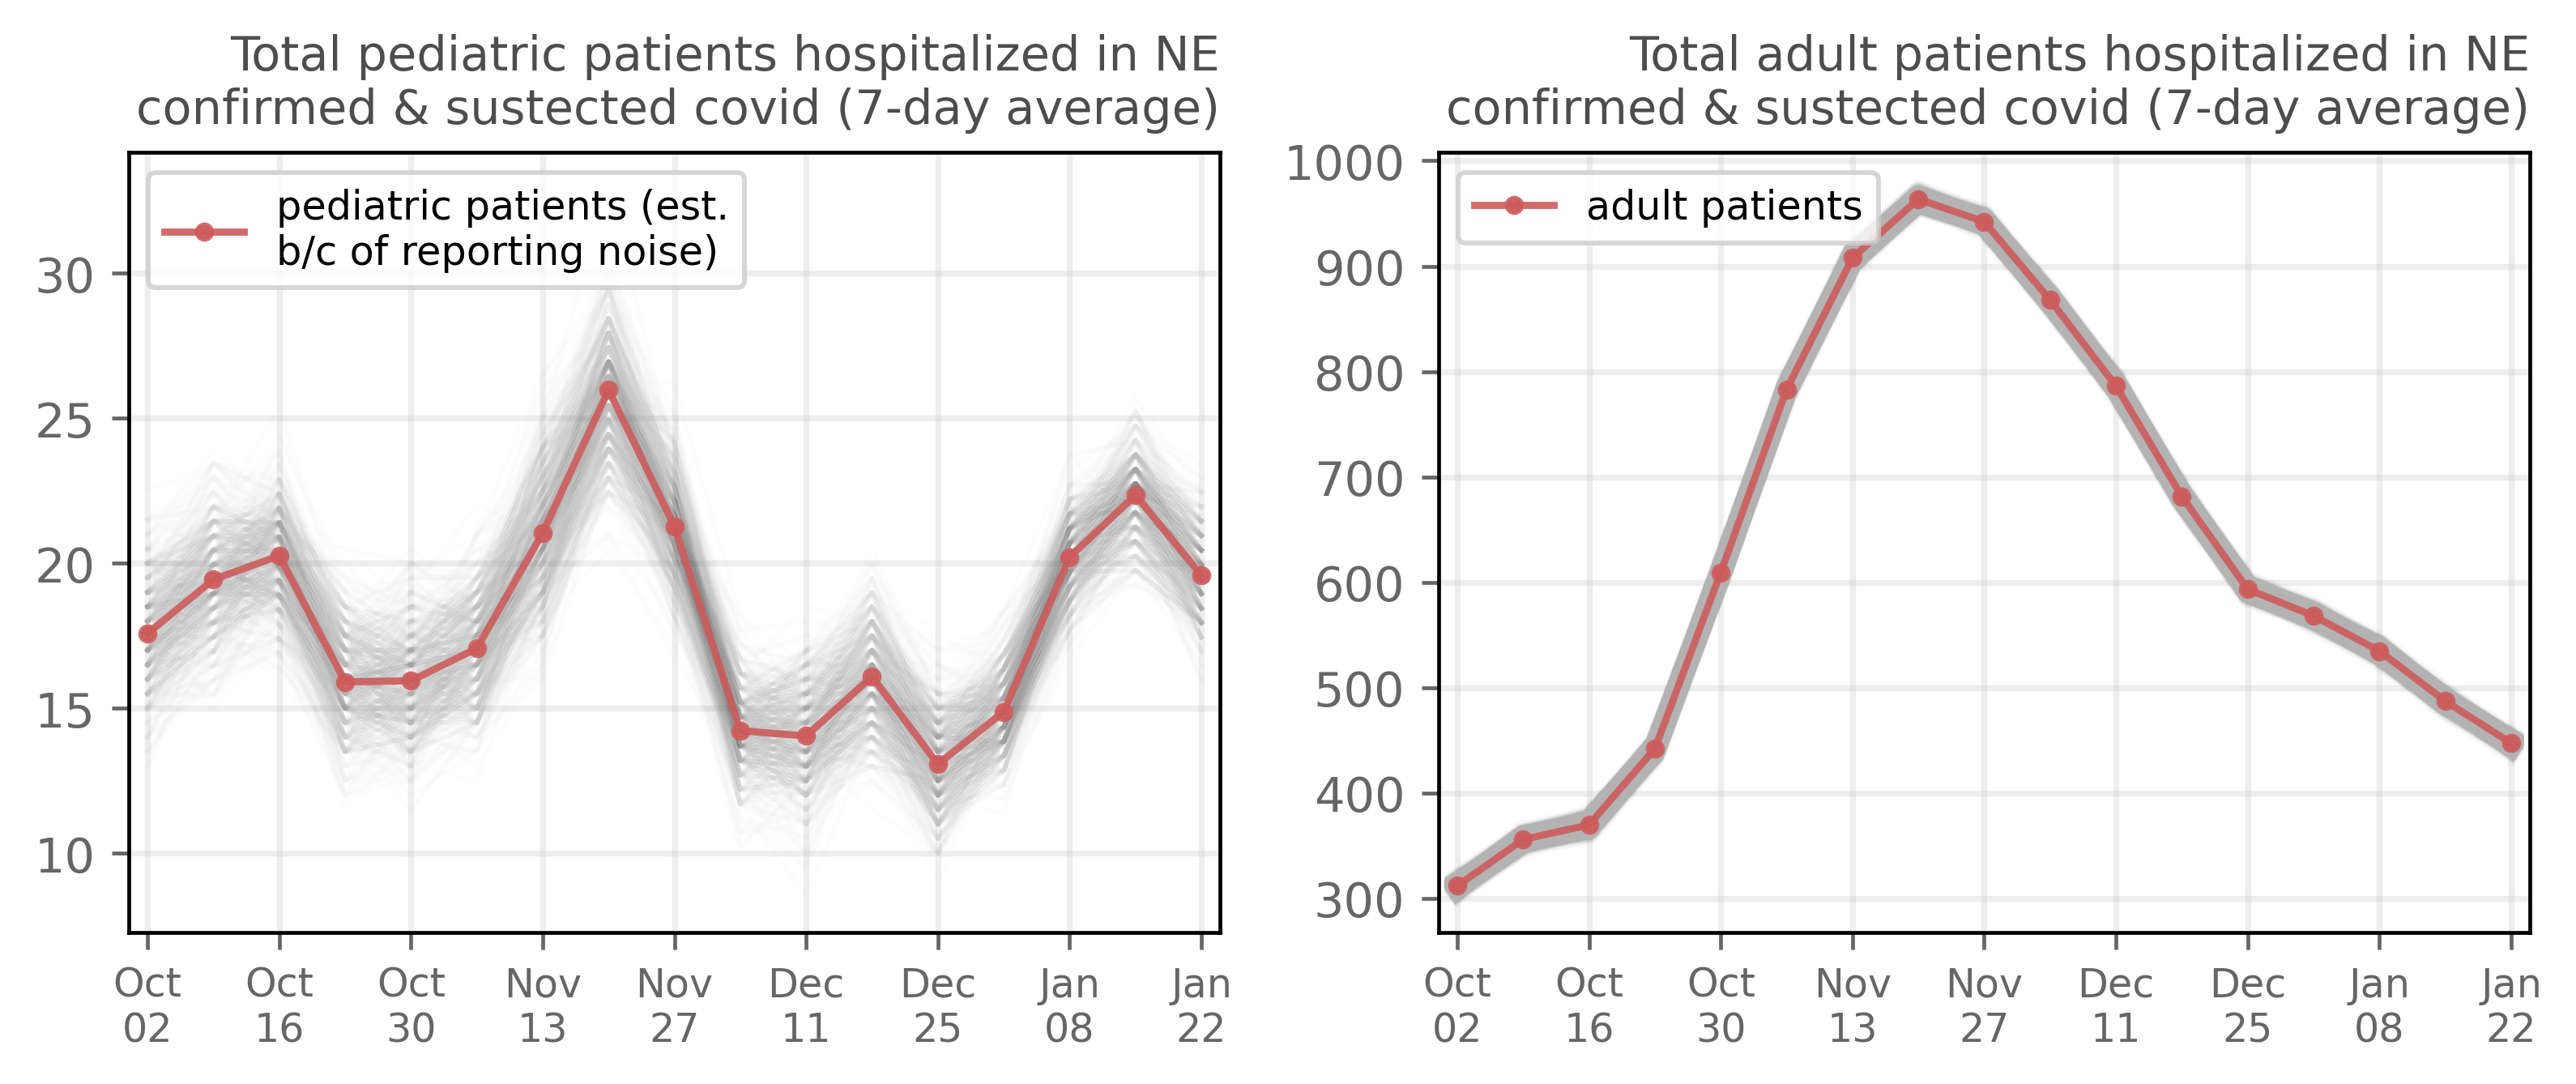 Total pediatric patients hospitalized in NE
confirmed & sustected covid (7-day average)
pediatric patients (est.
b/c of reporting noise)
30
25
20
15
10
Oct Oct Oct Nov Nov Dec Dec Jan Jan
02 16 30 13 27 11 25 08 22
Total adult patients hospitalized in NE
confirmed & sustected covid (7-day average)
adult patients
1000
900
800
700
600
500
400
300
Oct Oct Oct Nov Nov Dec Dec Jan Jan
02 16 30 13 27 11 25 08 22